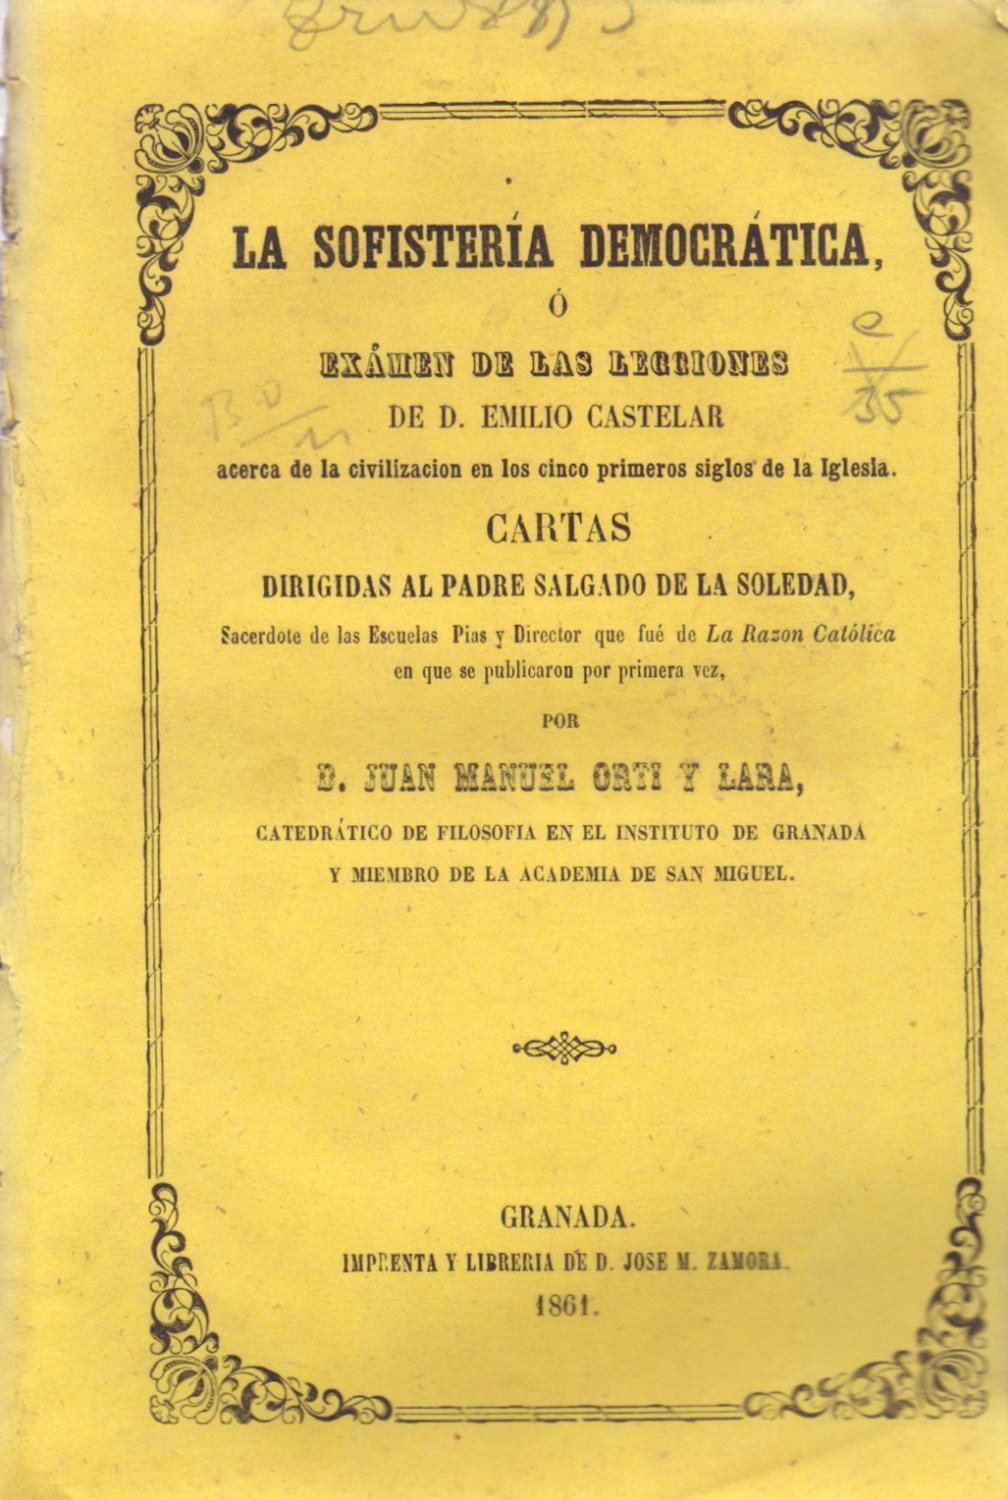 LA SOFISTERÍA DEMOCRÁTICA,
Ó
EXÁMEN DE LAS LECCIONES
DE D. EMILIO CASTELAR
acerca de la civilizacion en los cinco primeros siglos de la Iglesia.
CARTAS
DIRIGIDAS AL PADRE SALGADO DE LA SOLEDAD,
Sacerdote de las Escuelas Pias y Director que fué de La Razon Católica
en que se publicaron por primera vez,
POR
D. JUAN MANUEL ORTI Y LARA,
CATEDRÁTICO DE FILOSOFIA EN EL INSTITUTO DE GRANADA
Y MIEMBRO DE LA ACADEMIA DE SAN MIGUEL.
GRANADA.
IMPRENTA Y LIBRERIA DE D. JOSE M. ZAMORA.
1861.